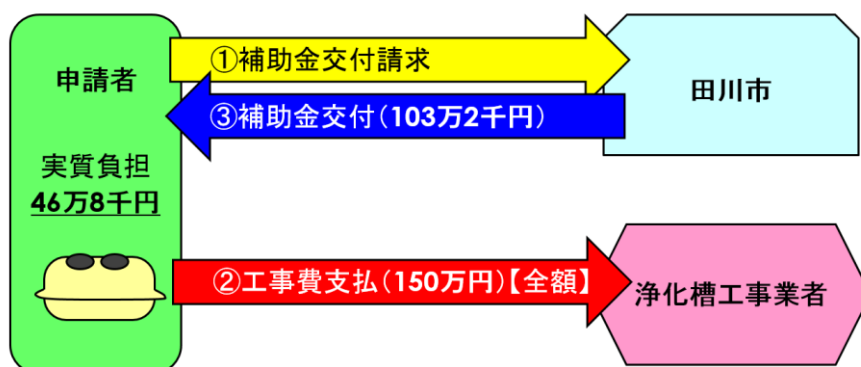 申請者
実質負担
46万8千円
①補助金交付請求
③補助金交付(103万2千円)
②工事費支払(150万円)【全額】
田川市
浄化槽工事業者